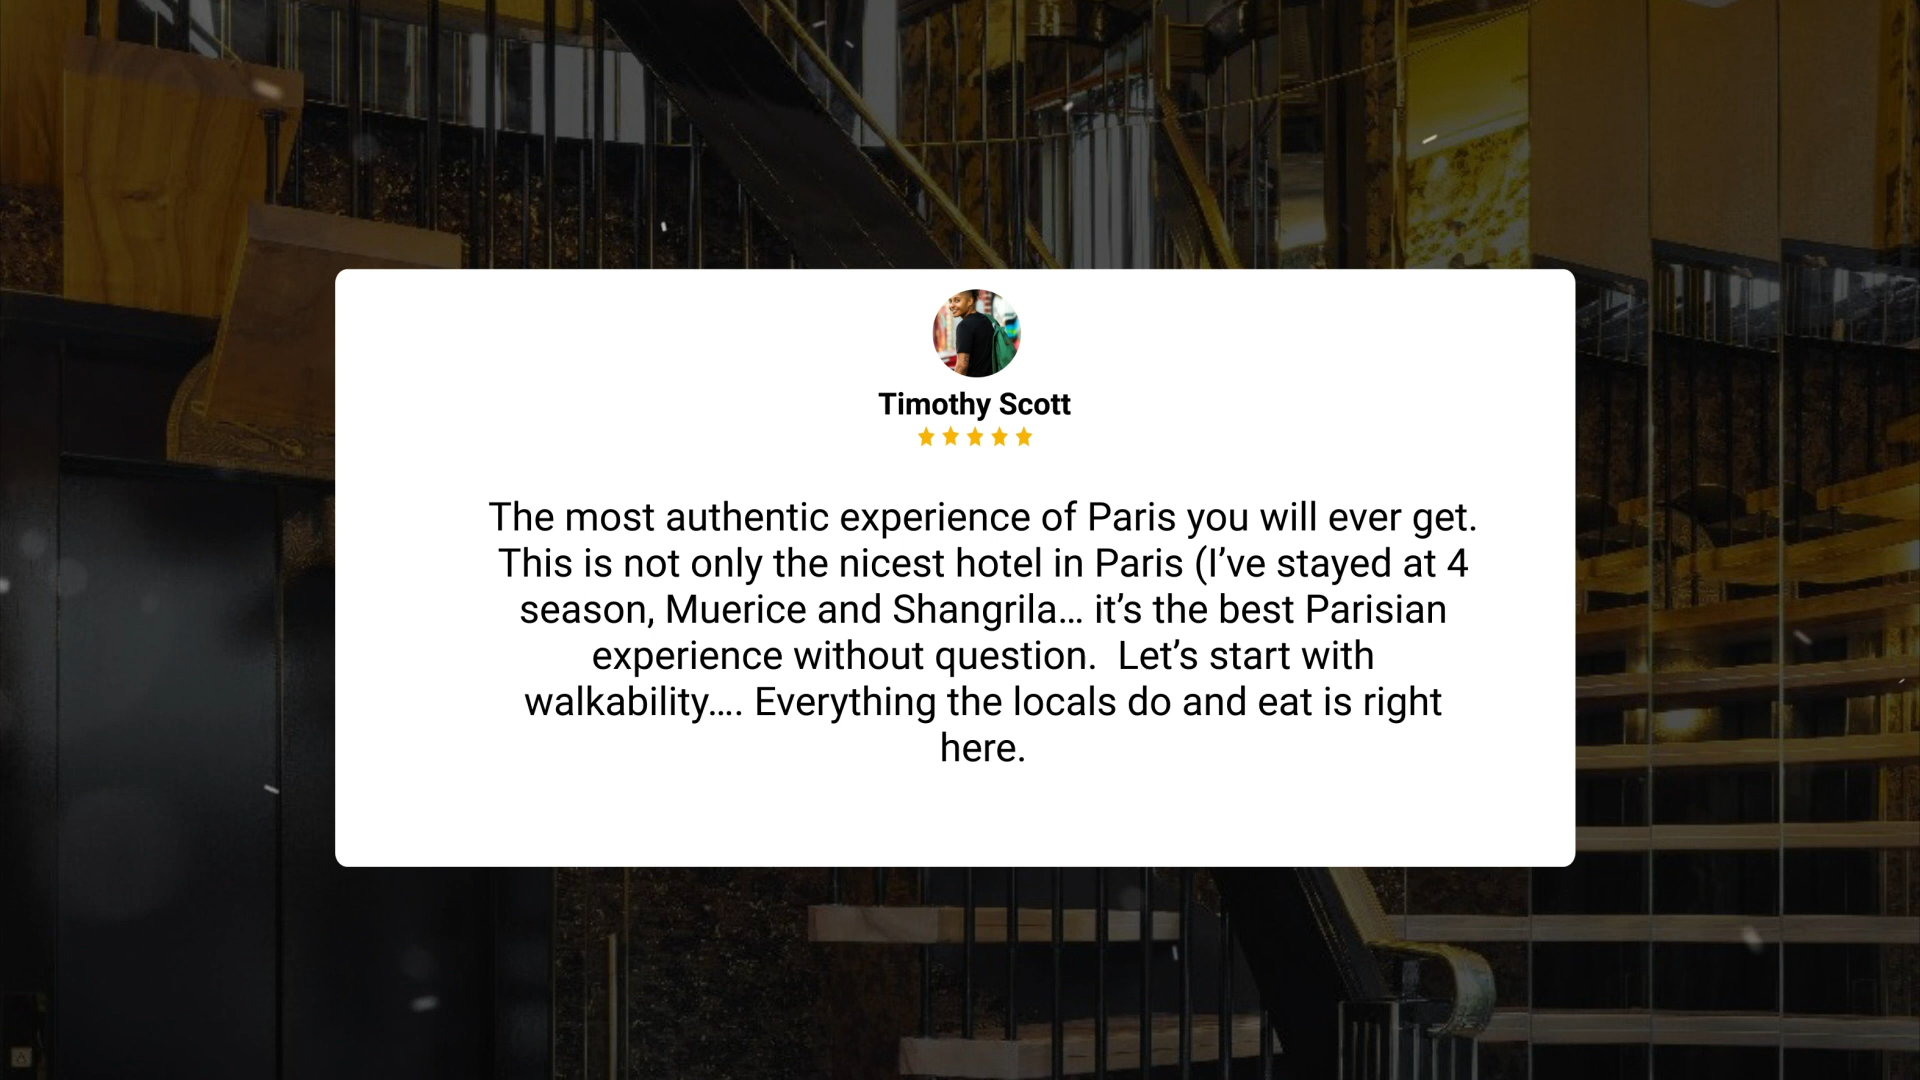 Timothy Scott
The most authentic experience of Paris you will ever get.
This is not only the nicest hotel in Paris (I’ve stayed at 4
season, Muerice and Shangrila… it’s the best Parisian
experience without question.  Let’s start with
walkability…. Everything the locals do and eat is right
here.
A